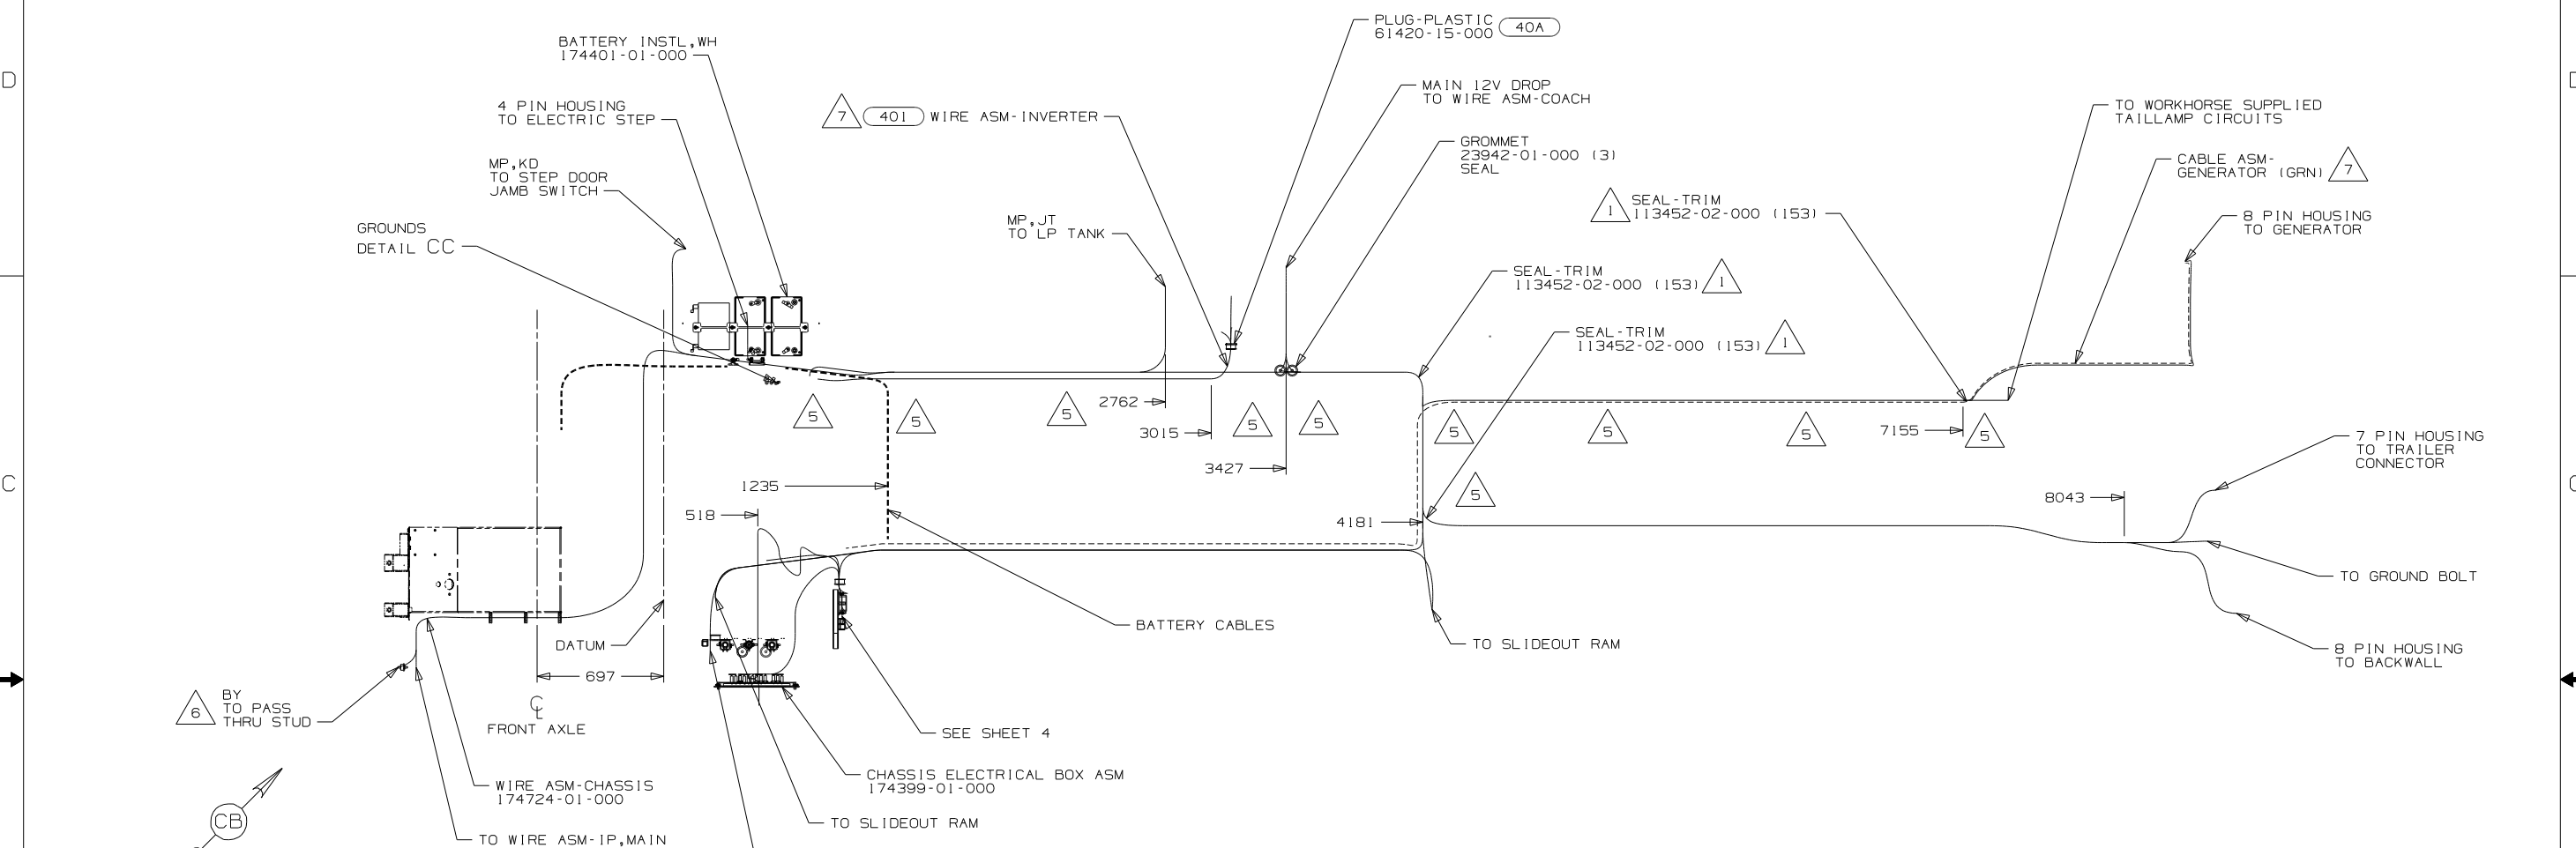 D
BATTERY INSTL,WH
174401-01-000
PLUG-PLASTIC
61420-15-000 40A
4 PIN HOUSING
TO ELECTRIC STEP
7 401 WIRE ASM-INVERTER
MAIN 12V DROP
TO WIRE ASM-COACH
TO WORKHORSE SUPPLIED
TAILLAMP CIRCUITS
MP,KD
TO STEP DOOR
JAMB SWITCH
GROMMET
23942-01-000 (3)
SEAL
CABLE ASM-
GENERATOR (GRN) 7
GROUNDS
DETAIL CC
MP,JT
TO LP TANK
1 SEAL-TRIM
113452-02-000 (153)
8 PIN HOUSING
TO GENERATOR
SEAL-TRIM
113452-02-000 (153) 1
SEAL-TRIM
113452-02-000 (153) 1
5
5
5
2762
5
5
5
5
5
5
3015
3427
7155
7 PIN HOUSING
TO TRAILER
CONNECTOR
C
1235
5
8043
518
4181
TO GROUND BOLT
BATTERY CABLES
DATUM
TO SLIDEOUT RAM
8 PIN HOUSING
TO BACKWALL
697
6 BY
TO PASS
THRU STUD
CL
FRONT AXLE
SEE SHEET 4
WIRE ASM-CHASSIS
174724-01-000
CHASSIS ELECTRICAL BOX ASM
174399-01-000
CB
TO SLIDEOUT RAM
TO WIRE ASM-IP,MAIN